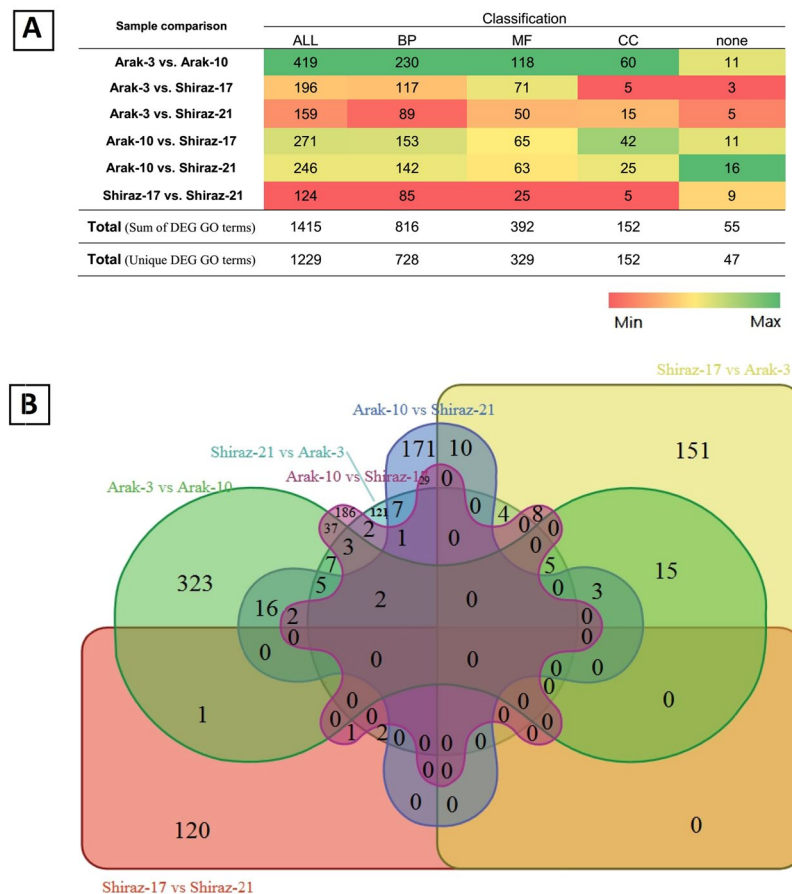 A
Sample comparison Classification
ALL BP MF CC none
Arak-3 vs. Arak-10 419 230 118 60 11
Arak-3 vs. Shiraz-17 196 117 71 5 3
Arak-3 vs. Shiraz-21 159 89 50 15 5
Arak-10 vs. Shiraz-17 271 153 65 42 11
Arak-10 vs. Shiraz-21 246 142 63 25 16
Shiraz-17 vs. Shiraz-21 124 85 25 5 9
Total (Sum of DEG GO terms) 1415 816 392 152 55
Total (Unique DEG GO terms) 1229 728 329 152 47
Min Max
B
Shiraz-17 vs Arak-3
Arak-10 vs Shiraz-21
Shiraz-21 vs Arak-3
Arak-10 vs Shiraz-17
Arak-3 vs Arak-10
171 10 151
29 0
186 121 7 0 4 8
37 2 0 0
3 1 0 0
7 5
323 5 2 0 0 3 15
16 2 0
0 0
0 0 0 0 0
0
1 0 0 0 0 0
0 0 0 0
1 2 0 0 0 0 0
0 0
0 0
120 0
Shiraz-17 vs Shiraz-21